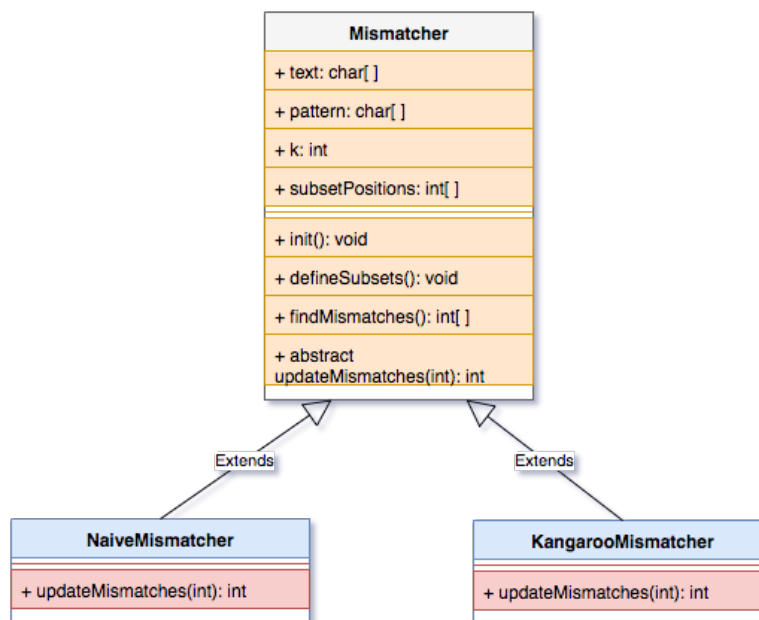 Mismatcher
+ text: char[ ]
+ pattern: char[ ]
+ k: int
+ subsetPositions: int[ ]
+ init(): void
+ defineSubsets(): void
+ findMismatches(): int[ ]
+ abstract
updateMismatches(int): int
Extends
Extends
NaiveMismatcher
+ updateMismatches(int): int
KangarooMismatcher
+ updateMismatches(int): int